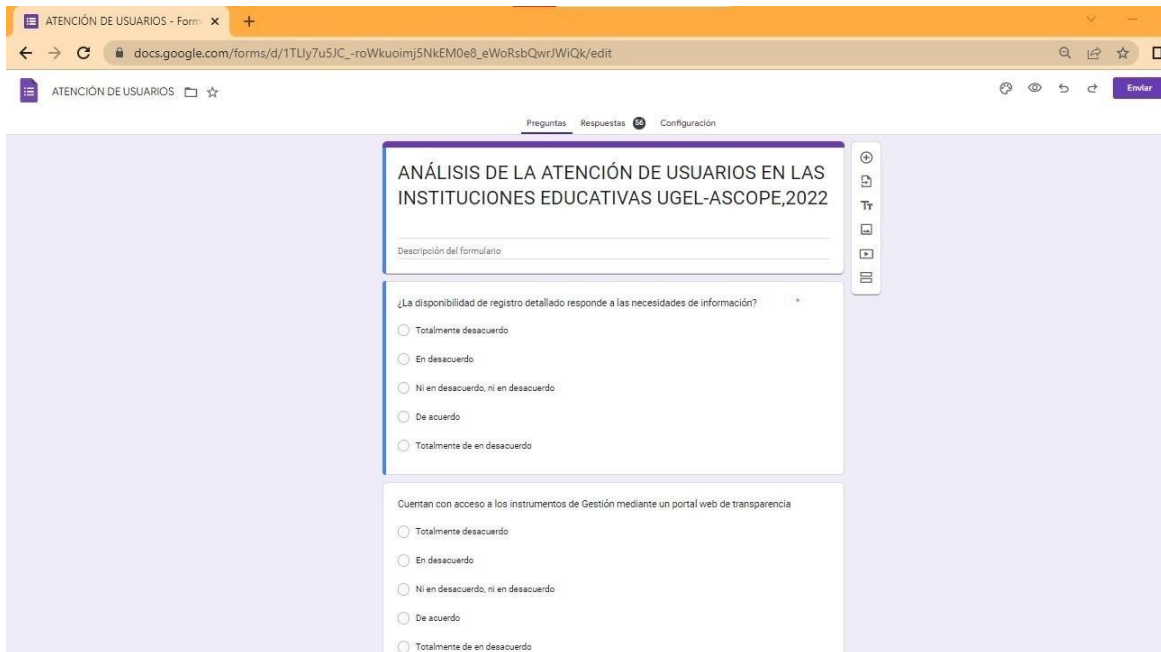 ATENCIÓN DE USUARIOS - Form
docs.google.com/forms/d/1TLIy7u5JC_-roWkuoimj5NkEM0e8_eWoRsbQwrJWiQk/edit
ATENCIÓN DE USUARIOS
Enviar
Preguntas Respuestas 56 Configuración
ANÁLISIS DE LA ATENCIÓN DE USUARIOS EN LAS
INSTITUCIONES EDUCATIVAS UGEL-ASCOPE,2022
Descripción del formulario
¿La disponibilidad de registro detallado responde a las necesidades de información? *
Totalmente desacuerdo
En desacuerdo
Ni en desacuerdo, ni en desacuerdo
De acuerdo
Totalmente de en desacuerdo
Cuentan con acceso a los instrumentos de Gestión mediante un portal web de transparencia
Totalmente desacuerdo
En desacuerdo
Ni en desacuerdo, ni en desacuerdo
De acuerdo
Totalmente de en desacuerdo